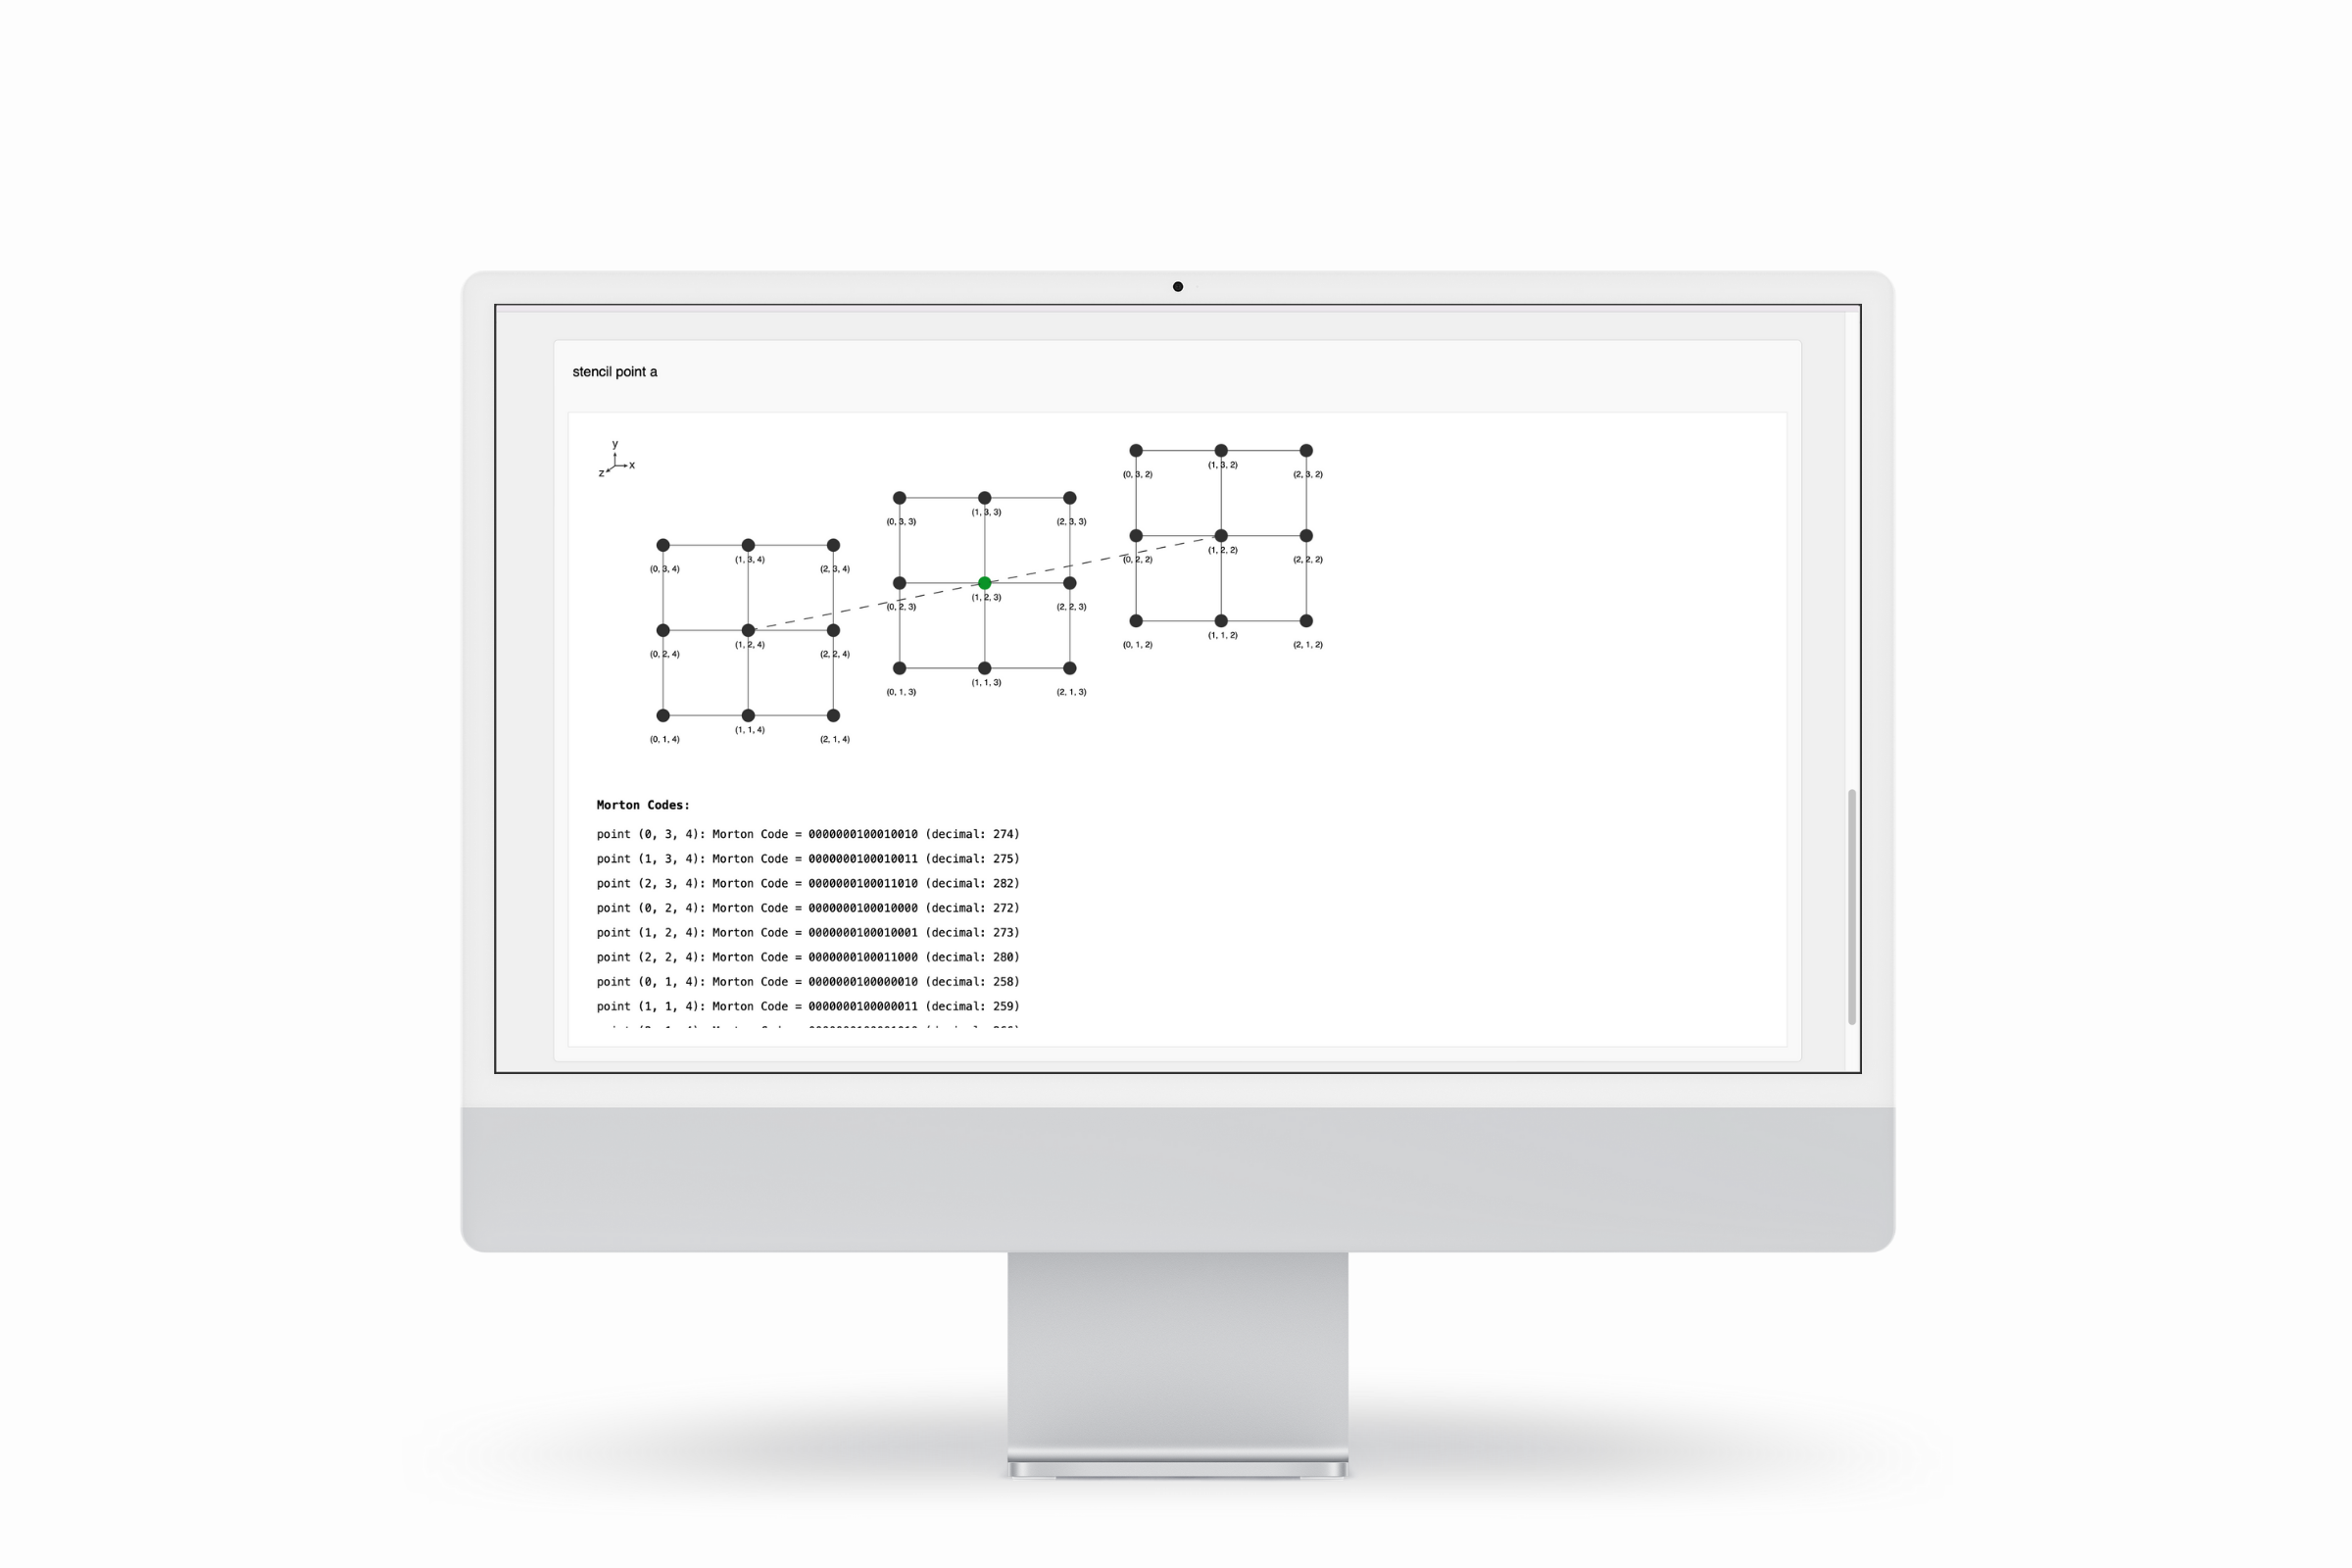 stencil point a
y
z x
(0, 3, 2) (1, 3, 2) (2, 3, 2)
(0, 3, 3) (1, 3, 3) (2, 3, 3)
(0, 2, 2) (1, 2, 2) (2, 2, 2)
(0, 3, 4) (1, 3, 4) (2, 3, 4)
(0, 2, 3) (1, 2, 3) (2, 2, 3)
(0, 1, 2) (1, 1, 2) (2, 1, 2)
(0, 2, 4) (1, 2, 4) (2, 2, 4)
(0, 1, 3) (1, 1, 3) (2, 1, 3)
(0, 1, 4) (1, 1, 4) (2, 1, 4)
Morton Codes:
point (0, 3, 4): Morton Code = 0000000100010010 (decimal: 274)
point (1, 3, 4): Morton Code = 0000000100010011 (decimal: 275)
point (2, 3, 4): Morton Code = 0000000100011010 (decimal: 282)
point (0, 2, 4): Morton Code = 0000000100010000 (decimal: 272)
point (1, 2, 4): Morton Code = 0000000100010001 (decimal: 273)
point (2, 2, 4): Morton Code = 0000000100011000 (decimal: 280)
point (0, 1, 4): Morton Code = 0000000100000010 (decimal: 258)
point (1, 1, 4): Morton Code = 0000000100000011 (decimal: 259)